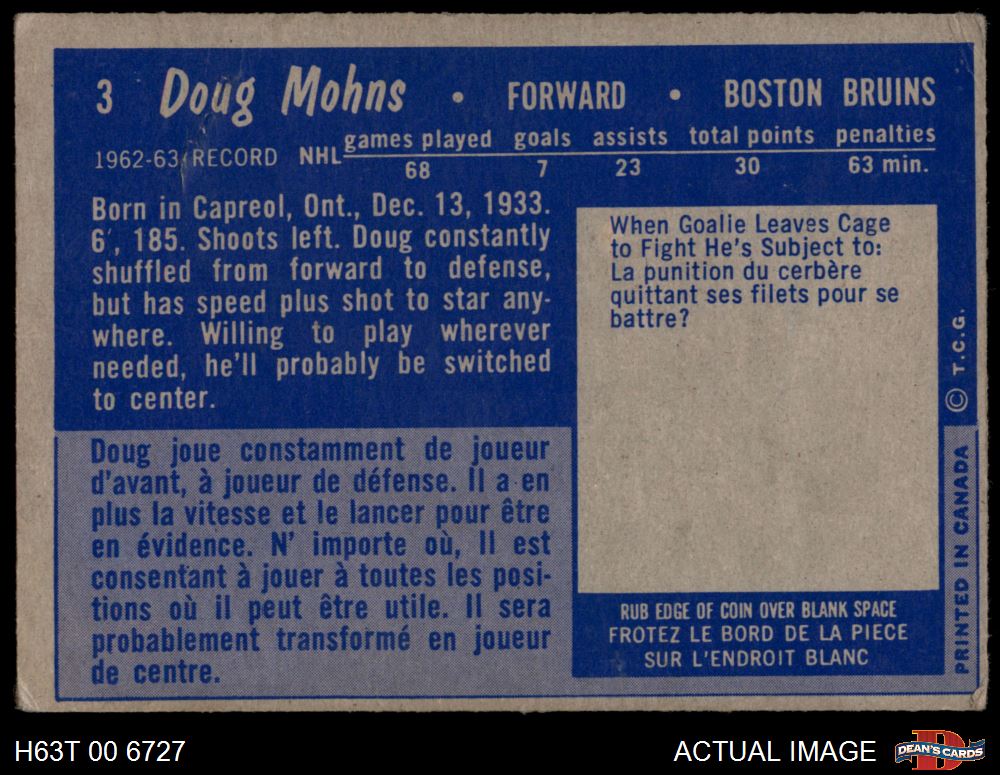 3 Doug Mohns • FORWARD • BOSTON BRUINS
games played goals assists total points penalties
1962-63 RECORD NHL 68 7 23 30 63 min.
Born in Capreol, Ont., Dec. 13, 1933.
6', 185. Shoots left. Doug constantly
shuffled from forward to defense,
but has speed plus shot to star any-
where. Willing to play wherever
needed, he'll probably be switched
to center.
Doug joue constamment de joueur
d'avant, à joueur de défense. Il a en
plus la vitesse et le lancer pour être
en évidence. N' importe où, Il est
consentant à jouer à toutes les posi-
tions où il peut être utile. Il sera
probablement transformé en joueur
de centre.
When Goalie Leaves Cage
to Fight He's Subject to:
La punition du cerbère
quittant ses filets pour se
battre?
RUB EDGE OF COIN OVER BLANK SPACE
FROTEZ LE BORD DE LA PIECE
SUR L'ENDROIT BLANC
PRINTED IN CANADA © T.C.G.
H63T 00 6727
ACTUAL IMAGE
D
DEAN'S CARDS